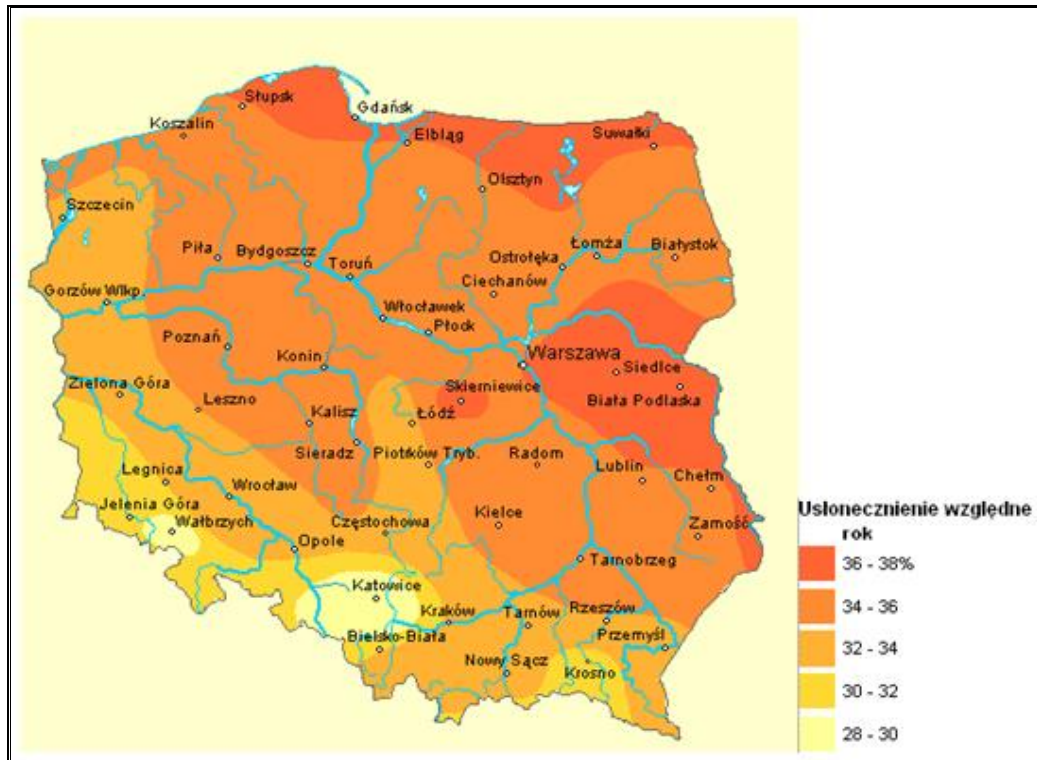 Słupsk
Gdańsk
Koszalin
Elbląg
Suwałki
Olsztyn
Szczecin
Piła
Bydgoszcz
Toruń
Ostrołęka
Łomża
Białystok
Ciechanów
Gorzów Wlkp.
Włocławek
Płock
Poznań
Konin
Warszawa
Siedlce
Skierniewice
Biała Podlaska
Zielona Góra
Leszno
Kalisz
Łódź
Sieradz
Piotrków Tryb.
Radom
Lublin
Chełm
Legnica
Wrocław
Jelenia Góra
Wałbrzych
Częstochowa
Kielce
Zamość
Opole
Tarnobrzeg
Katowice
Kraków
Tarnów
Rzeszów
Przemyśl
Bielsko-Biała
Nowy Sącz
Krosno
Usłonecznienie względne
rok
36 - 38%
34 - 36
32 - 34
30 - 32
28 - 30